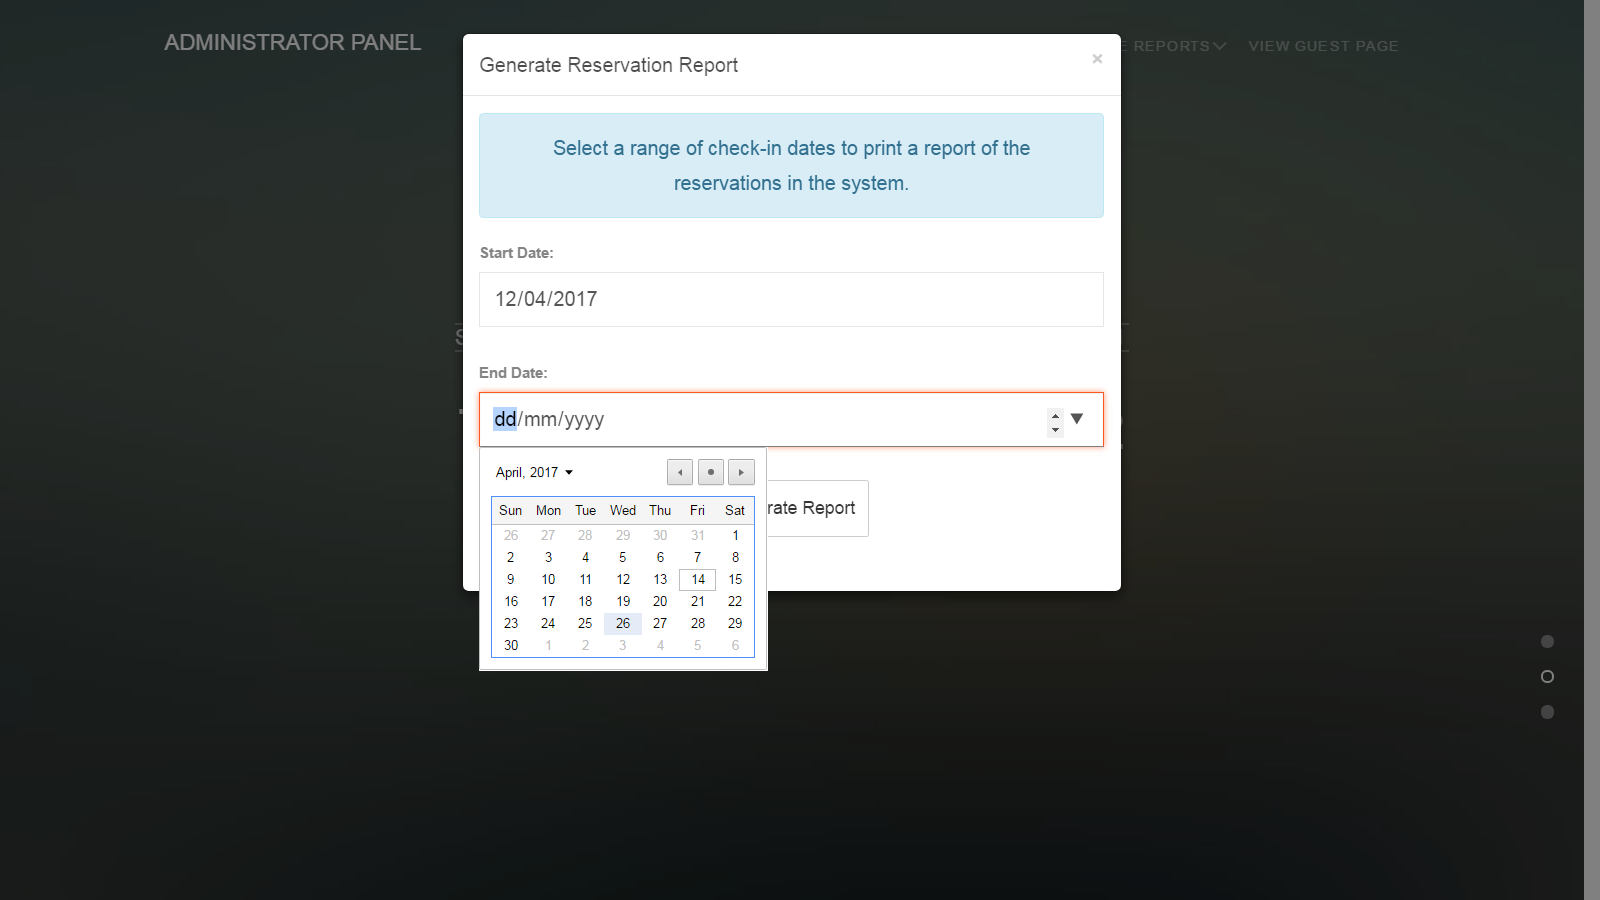 ADMINISTRATOR PANEL
REPORTS
VIEW GUEST PAGE
Generate Reservation Report
×
Select a range of check-in dates to print a report of the
reservations in the system.
Start Date:
12/04/2017
End Date:
dd/mm/yyyy
rate Report
April, 2017
Sun Mon Tue Wed Thu Fri Sat
26 27 28 29 30 31 1
2 3 4 5 6 7 8
9 10 11 12 13 14 15
16 17 18 19 20 21 22
23 24 25 26 27 28 29
30 1 2 3 4 5 6